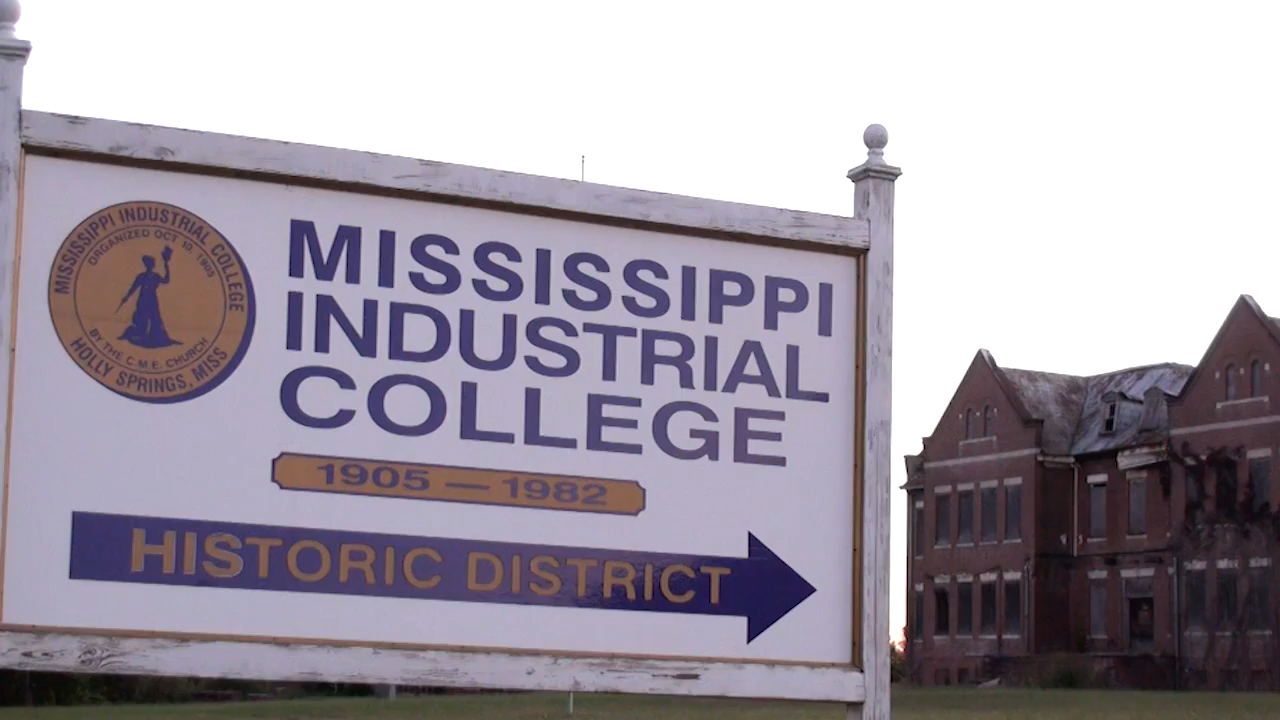 MISSISSIPPI INDUSTRIAL COLLEGE
ORGANIZED OCT 10, 1905
BY THE C.M.E. CHURCH
HOLLY SPRINGS, MISS
MISSISSIPPI
INDUSTRIAL
COLLEGE
1905 — 1982
HISTORIC DISTRICT